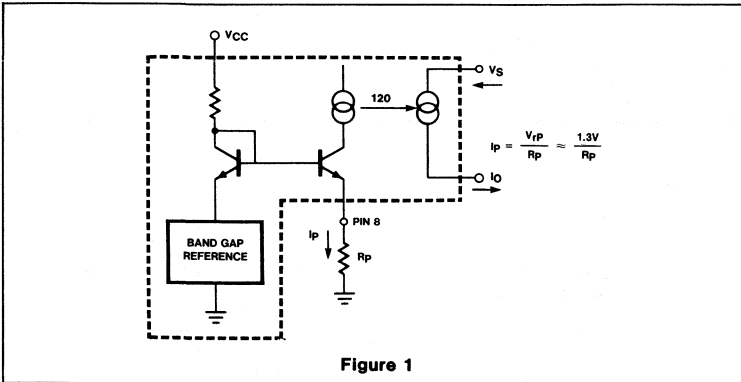 VCC
VS
120
Ip = VrP / Rp ≈ 1.3V / Rp
IO
PIN 8
Ip
Rp
BAND GAP
REFERENCE
Figure 1